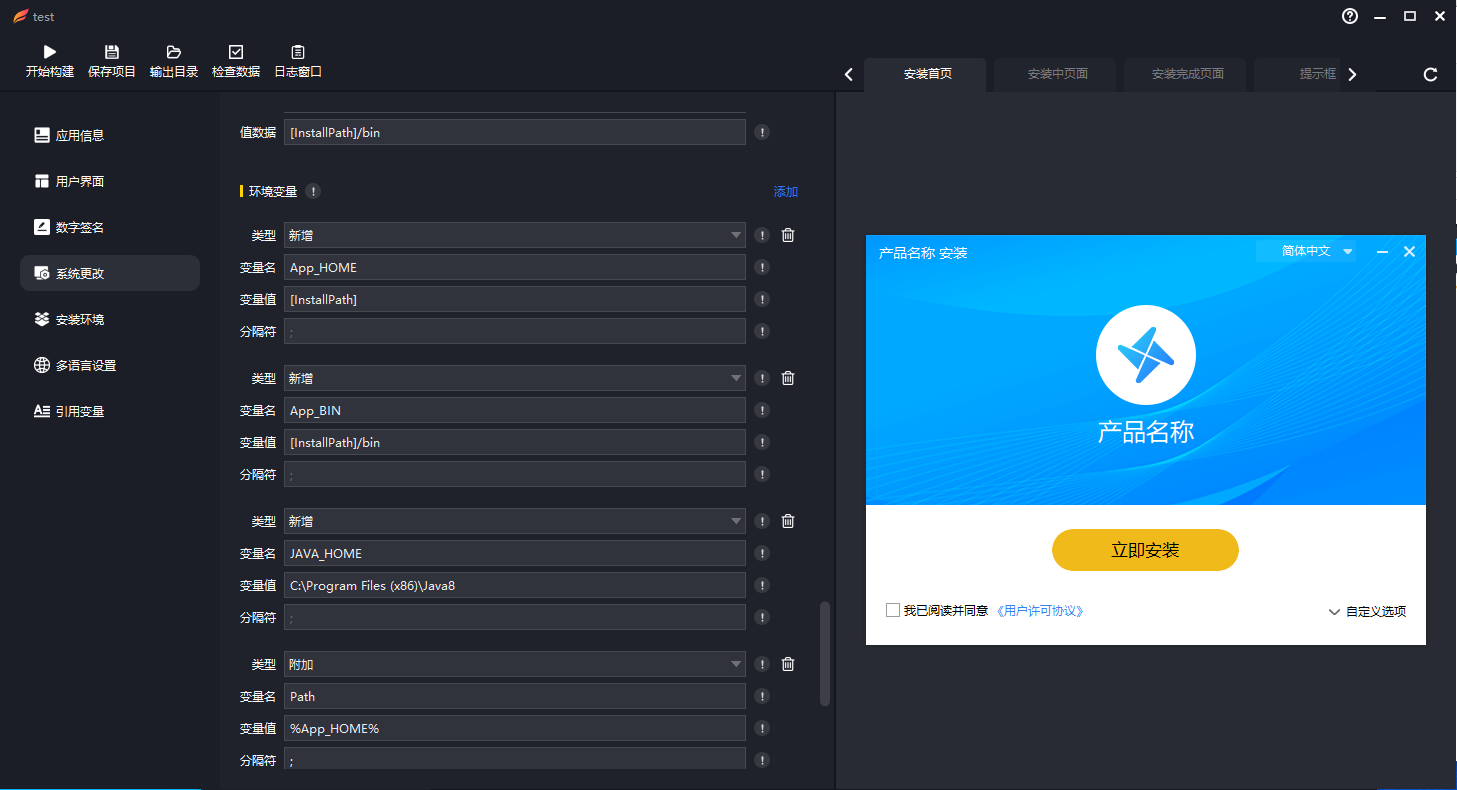 test
开始构建 保存项目 输出目录 检查数据 日志窗口
安装首页 安装中页面 安装完成页面 提示框
应用信息
用户界面
数字签名
系统更改
安装环境
多语言设置
引用变量
值数据 [InstallPath]/bin
环境变量 添加
类型 新增
变量名 App_HOME
变量值 [InstallPath]
分隔符 ;
类型 新增
变量名 App_BIN
变量值 [InstallPath]/bin
分隔符 ;
类型 新增
变量名 JAVA_HOME
变量值 C:\Program Files (x86)\Java8
分隔符 ;
类型 附加
变量名 Path
变量值 %App_HOME%
分隔符 ;
产品名称 安装 简体中文
产品名称
立即安装
我已阅读并同意 《用户许可协议》 自定义选项